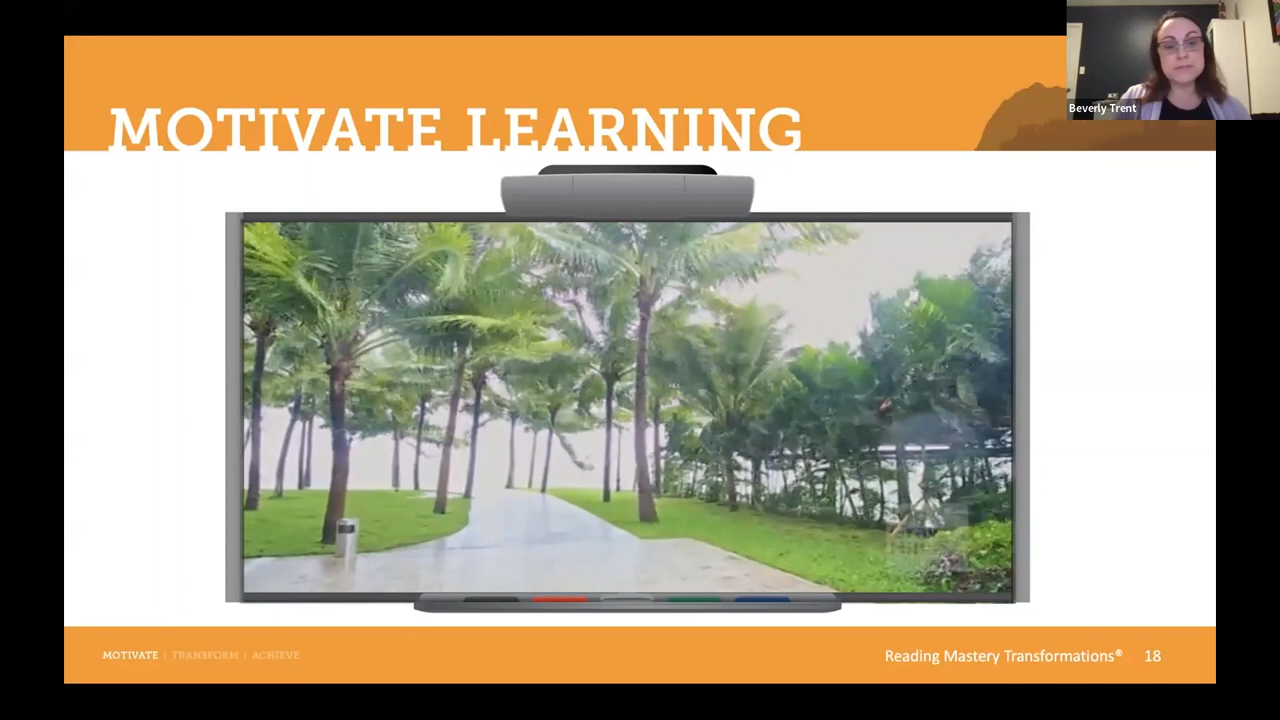 MOTIVATE LEARNING
Beverly Trent
MOTIVATE | TRANSFORM | ACHIEVE
Reading Mastery Transformations® 18